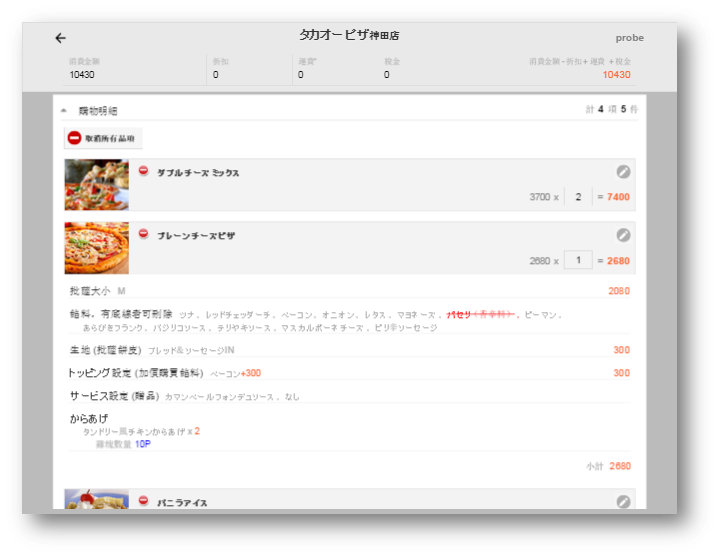 タカオーピザ神田店
probe
消費金額 折扣 運費* 稅金 消費金額-折扣+運費+稅金
10430 0 0 0 10430
購物明細 計 4 項 5 件
取消所有品項
ダブルチーズ ミックス
3700 x 2 = 7400
プレーンチーズピザ
2680 x 1 = 2680
批薩大小 M 2080
餡料，有底線者可刪除 ツナ, レッドチェッダーチ, ベーコン, オニオン, レタス, マヨネーズ, パセリ（香辛料）, ピーマン,
あらびきフランク, バジリコソース, テリヤキソース, マスカルポーネチーズ, ピリ辛ソーセージ
生地 (批薩餅皮) ブレッド&ソーセージIN 300
トッピング設定 (加價購買餡料) ベーコン+300 300
サービス設定 (贈品) カマンベールフォンデュソース, なし
からあげ
タンドリー風チキンからあげ x 2
雞塊數量 10P
小計 2680
バニラアイス